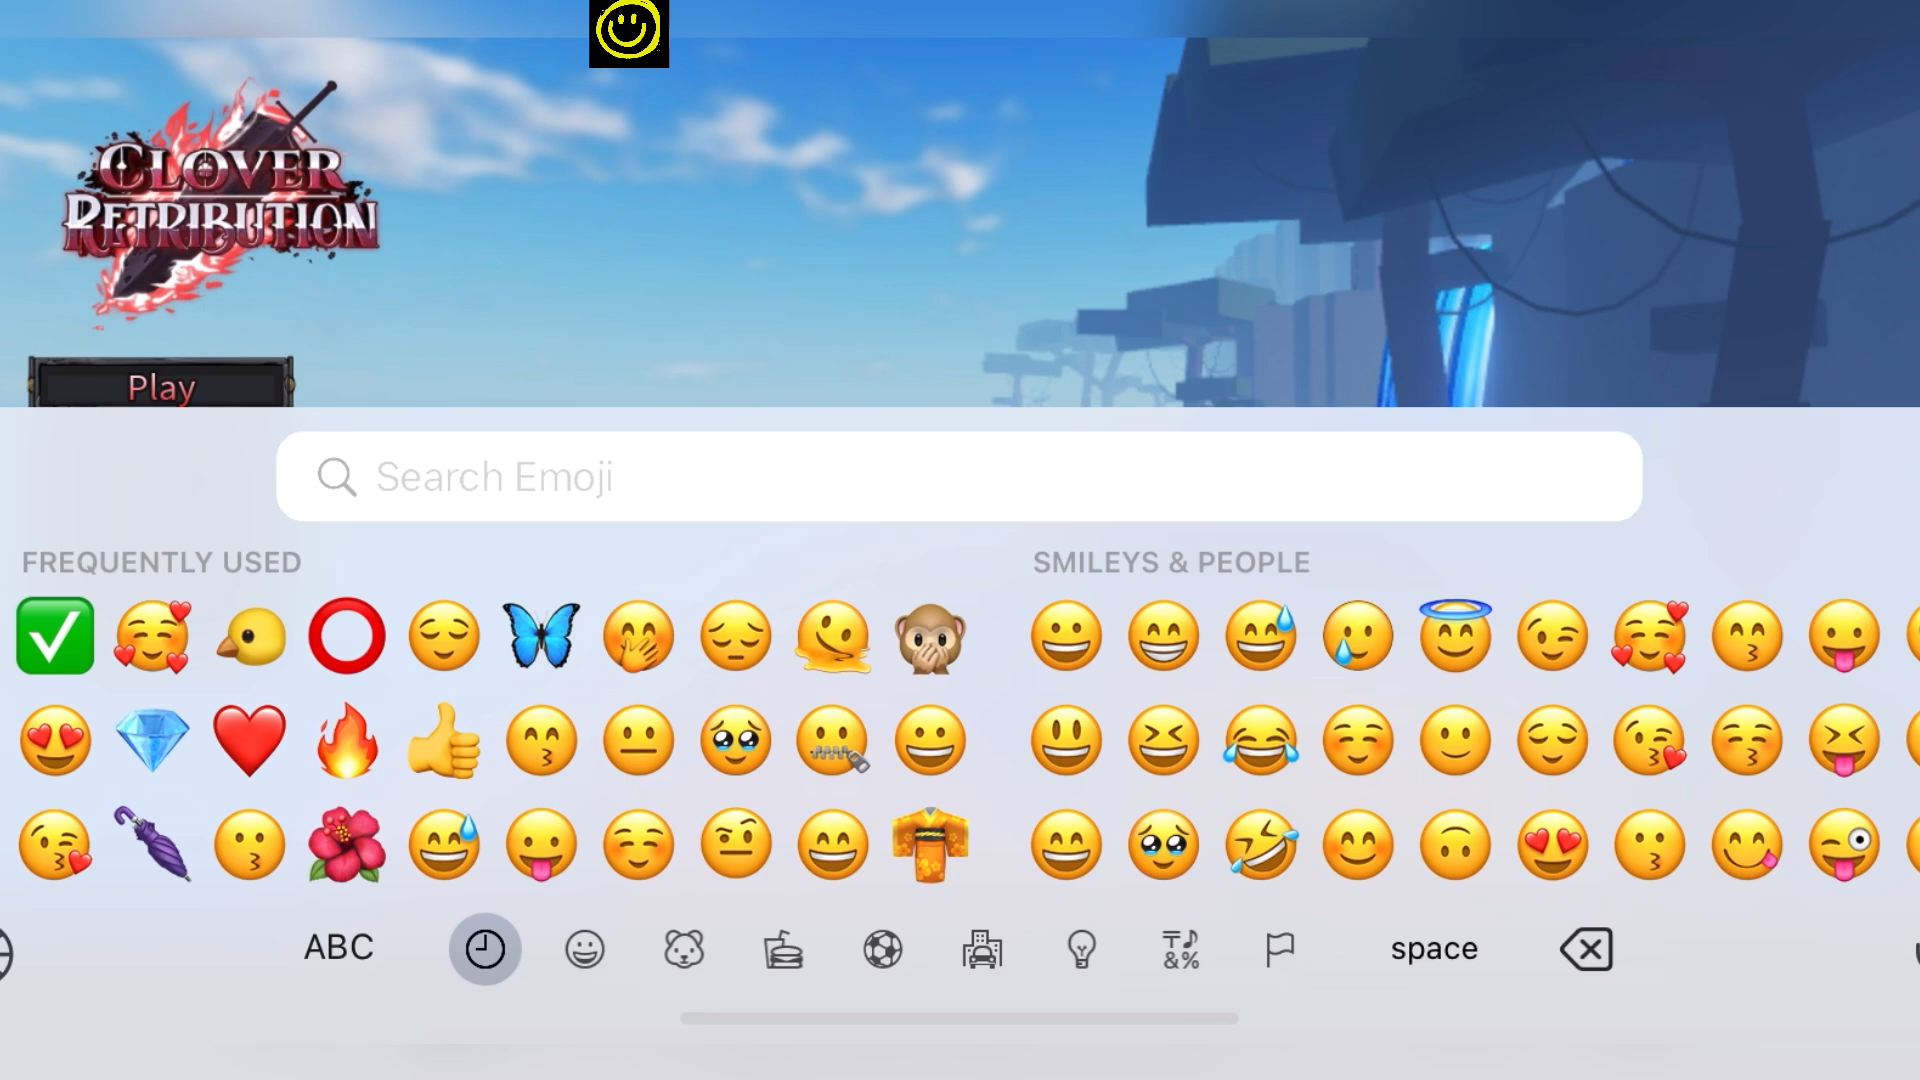 CLOVER
RETRIBUTION
Play
Search Emoji
FREQUENTLY USED
SMILEYS & PEOPLE
ABC
&%
space